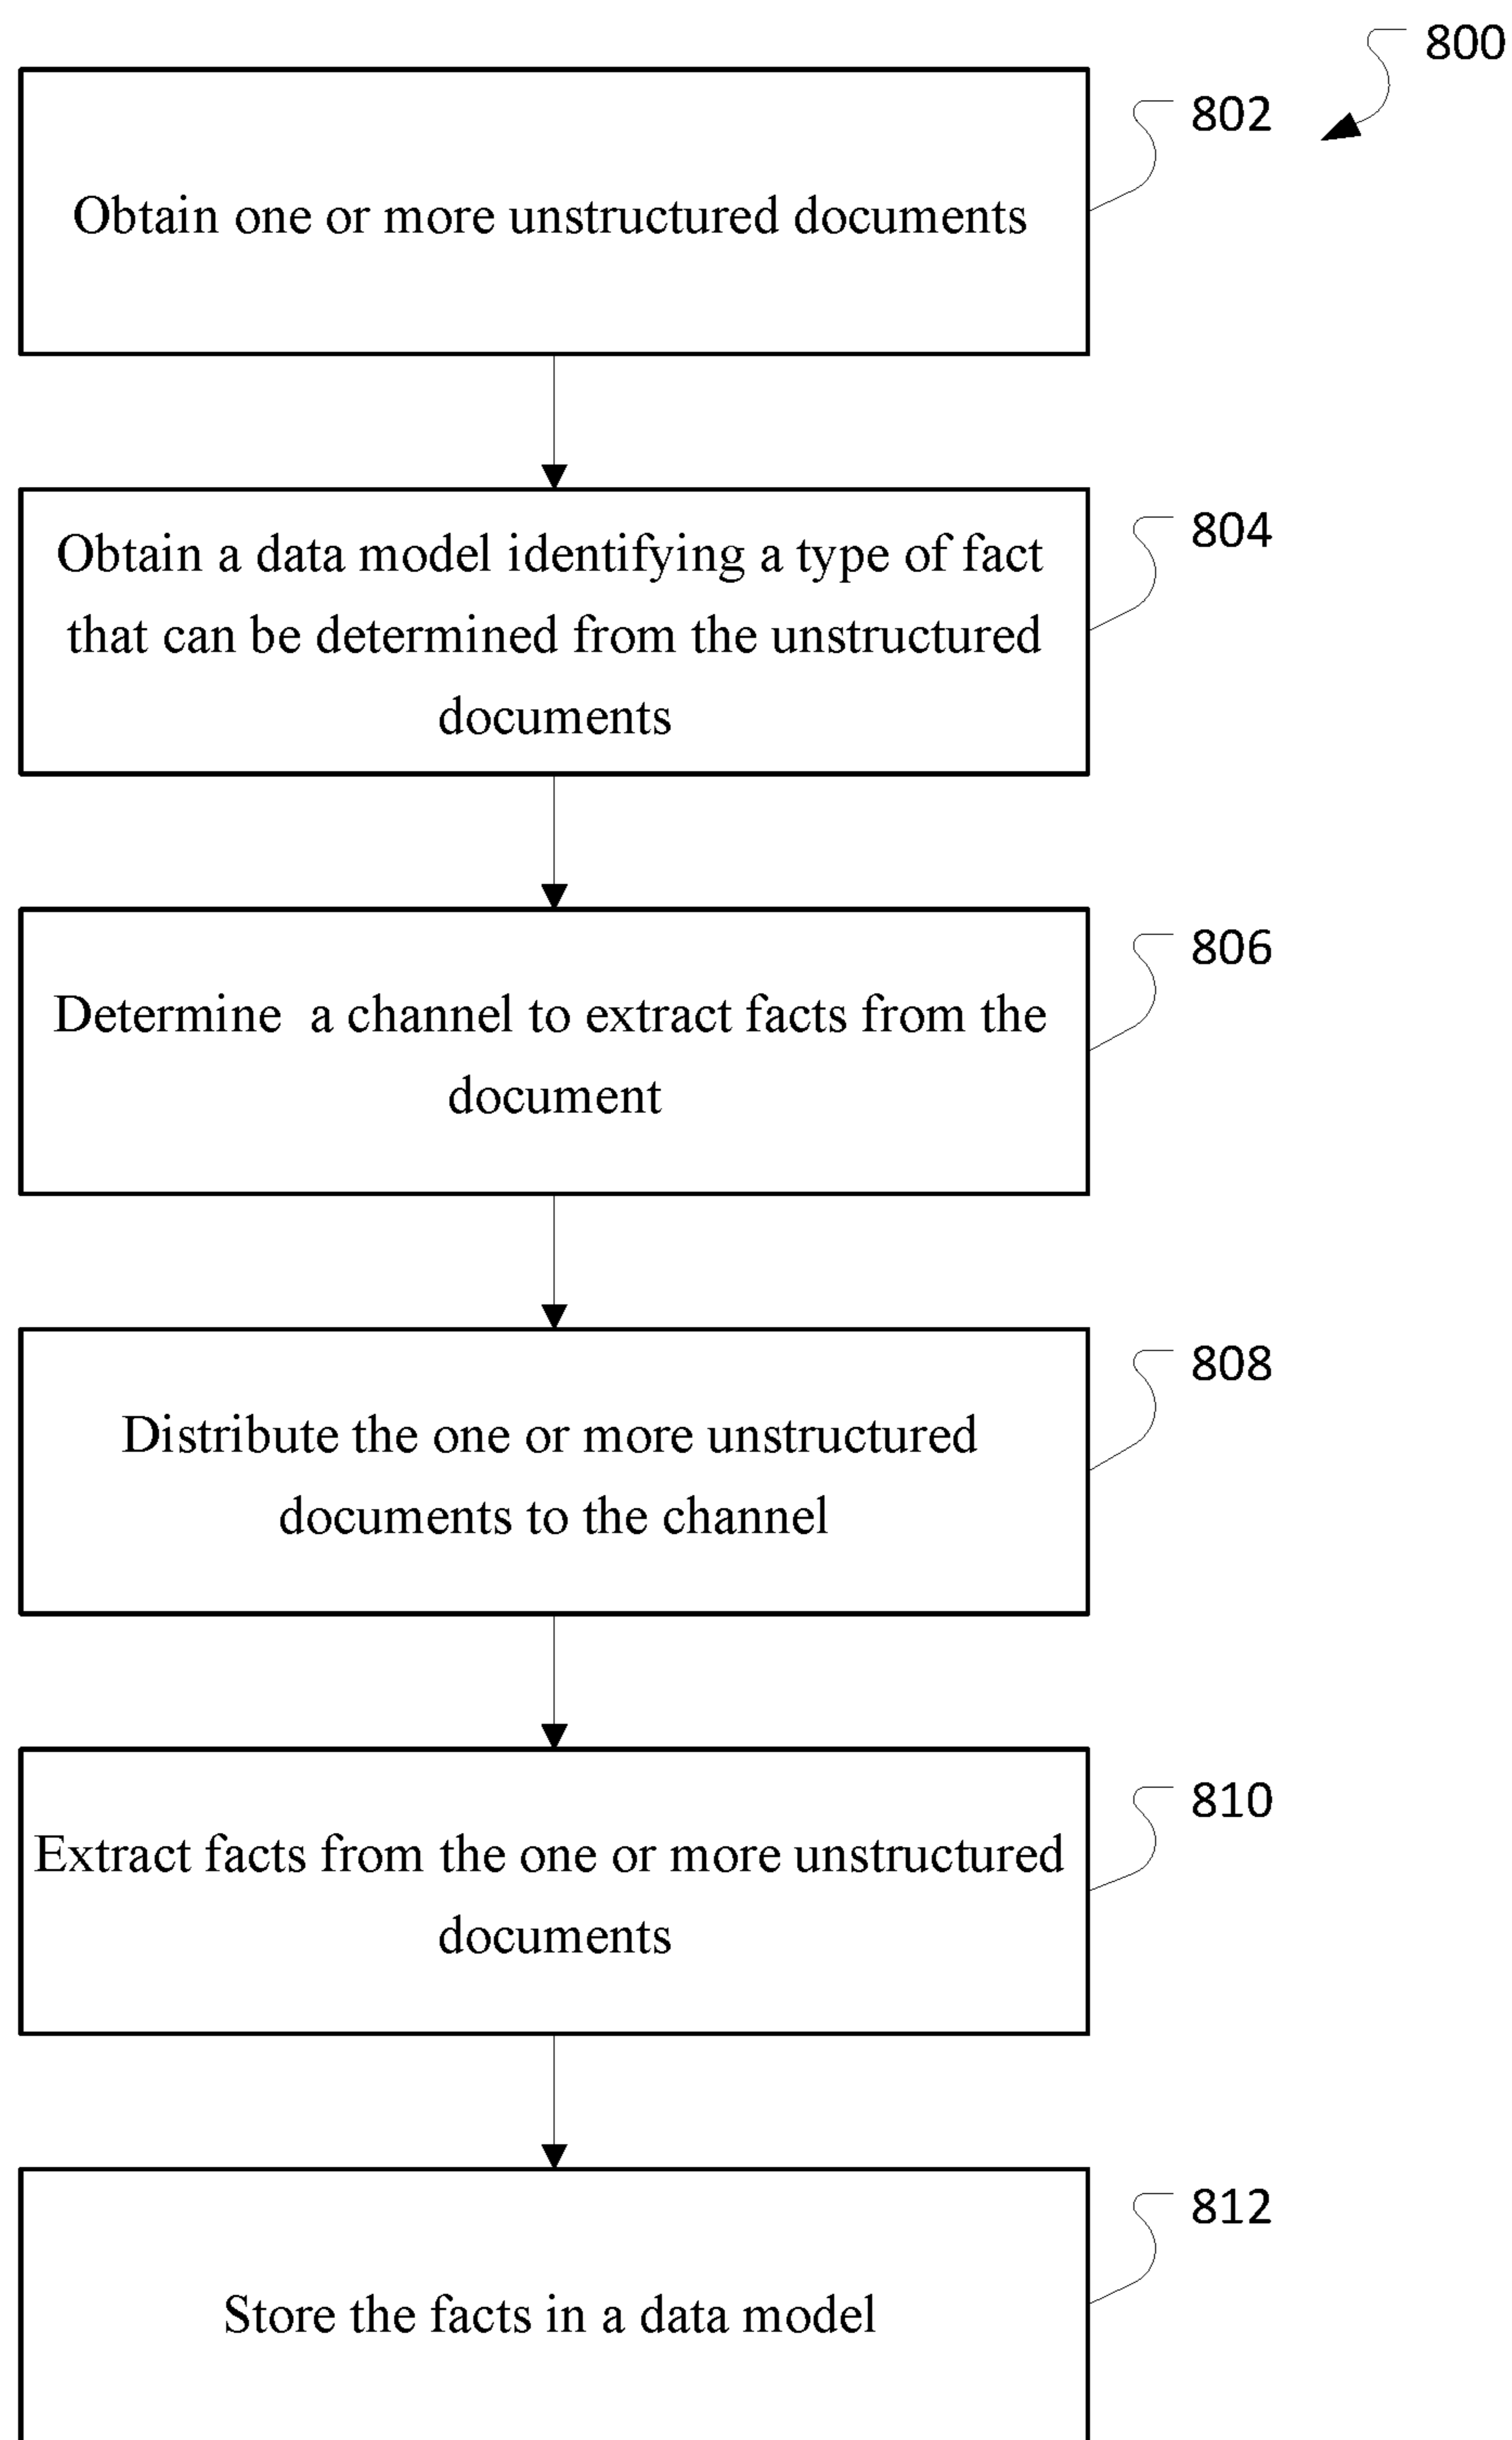 800
802
Obtain one or more unstructured documents
804
Obtain a data model identifying a type of fact
that can be determined from the unstructured
documents
806
Determine  a channel to extract facts from the
document
808
Distribute the one or more unstructured
documents to the channel
810
Extract facts from the one or more unstructured
documents
812
Store the facts in a data model